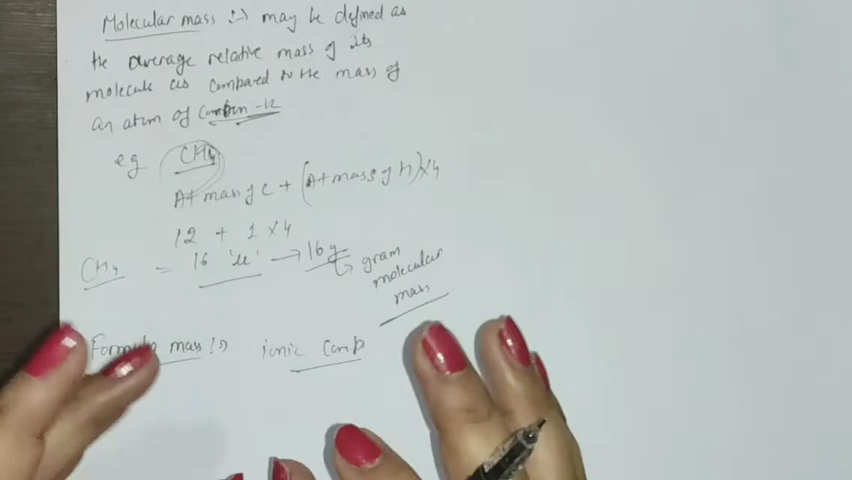 Molecular mass :-) may be defined as
the average relative mass of its
molecule as compared to the mass of
an atom of Carbon -12
eg CH4
At mass of C + (At mass of H) x 4
12 + 1 x 4
CH4 = 16 'u' → 16g → gram
molecular
mass
Formula mass :-) ionic Comp